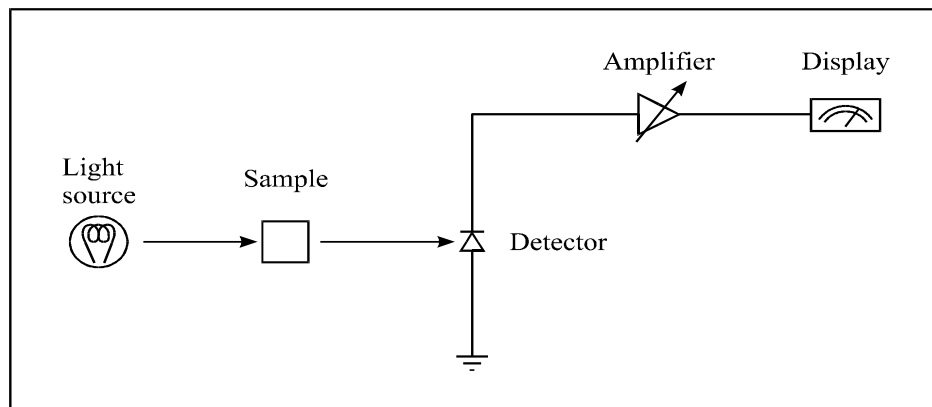 Amplifier
Display
Light
source
Sample
Detector